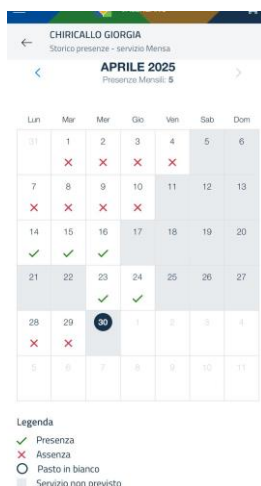 CHIRICALLO GIORGIA
Storico presenze - servizio Mensa
APRILE 2025
Presenze Mensili: 5
Lun Mar Mer Gio Ven Sab Dom
31 1 2 3 4 5 6
7 8 9 10 11 12 13
14 15 16 17 18 19 20
21 22 23 24 25 26 27
28 29 30 1 2 3 4
5 6 7 8 9 10 11
Legenda
Presenza
Assenza
Pasto in bianco
Servizio non previsto